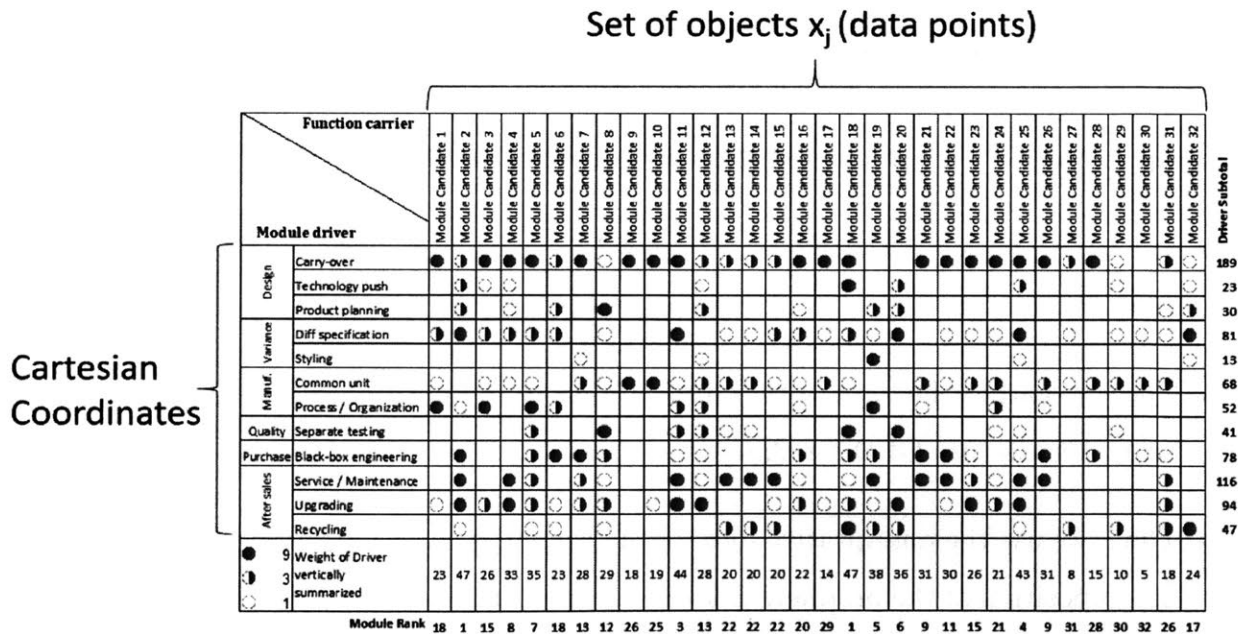 Set of objects xj (data points)
Function carrier
Module driver
Module Candidate 1
Module Candidate 2
Module Candidate 3
Module Candidate 4
Module Candidate 5
Module Candidate 6
Module Candidate 7
Module Candidate 8
Module Candidate 9
Module Candidate 10
Module Candidate 11
Module Candidate 12
Module Candidate 13
Module Candidate 14
Module Candidate 15
Module Candidate 16
Module Candidate 17
Module Candidate 18
Module Candidate 19
Module Candidate 20
Module Candidate 21
Module Candidate 22
Module Candidate 23
Module Candidate 24
Module Candidate 25
Module Candidate 26
Module Candidate 27
Module Candidate 28
Module Candidate 29
Module Candidate 30
Module Candidate 31
Module Candidate 32
Driver Subtotal
Cartesian
Coordinates
Design
Carry-over 189
Technology push 23
Product planning 30
Variance
Diff specification 81
Styling 13
Manuf.
Common unit 68
Process / Organization 52
Quality Separate testing 41
Purchase Black-box engineering 78
After sales
Service / Maintenance 116
Upgrading 94
Recycling 47
9
3
1
Weight of Driver
vertically
summarized
23 47 26 33 35 23 28 29 18 19 44 28 20 20 20 22 14 47 38 36 31 30 26 21 43 31 8 15 10 5 18 24
Module Rank 18 1 15 8 7 18 13 12 26 25 3 13 22 22 22 20 29 1 5 6 9 11 15 21 4 9 31 28 30 32 26 17